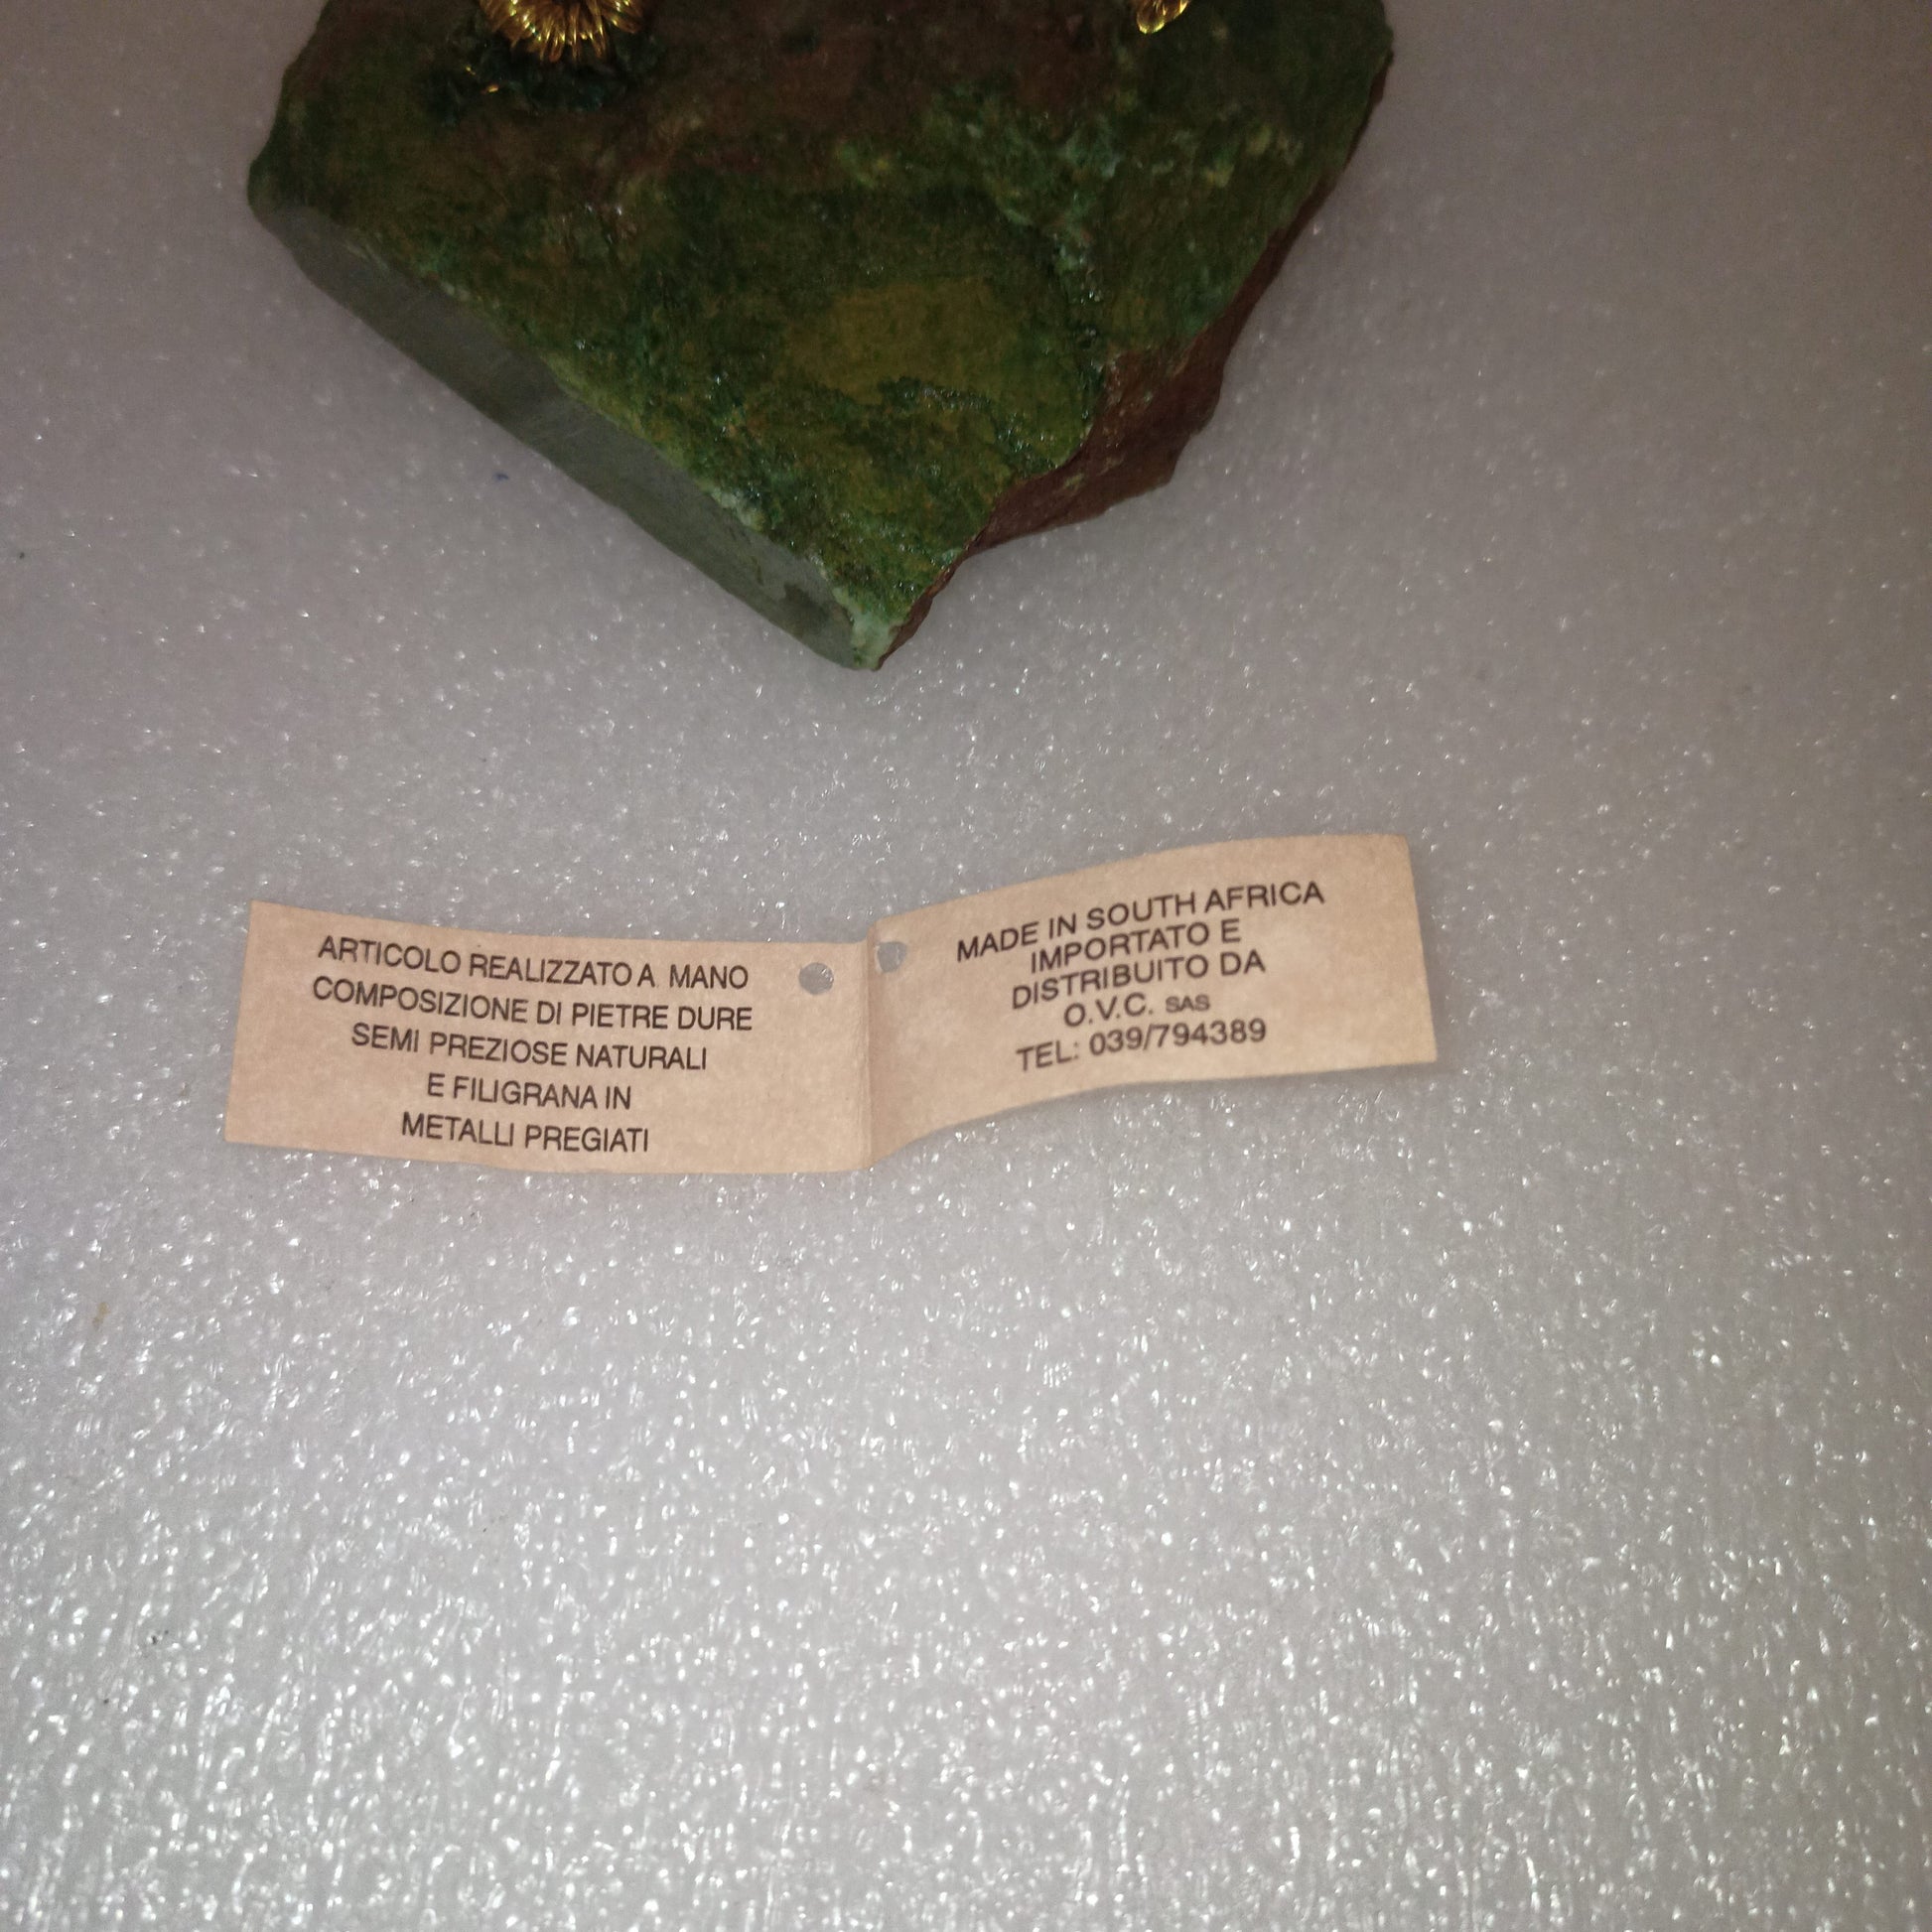 ARTICOLO REALIZZATO A MANO
COMPOSIZIONE DI PIETRE DURE
SEMI PREZIOSE NATURALI
E FILIGRANA IN
METALLI PREGIATI
MADE IN SOUTH AFRICA
IMPORTATO E
DISTRIBUITO DA
O.V.C. SAS
TEL: 039/794389